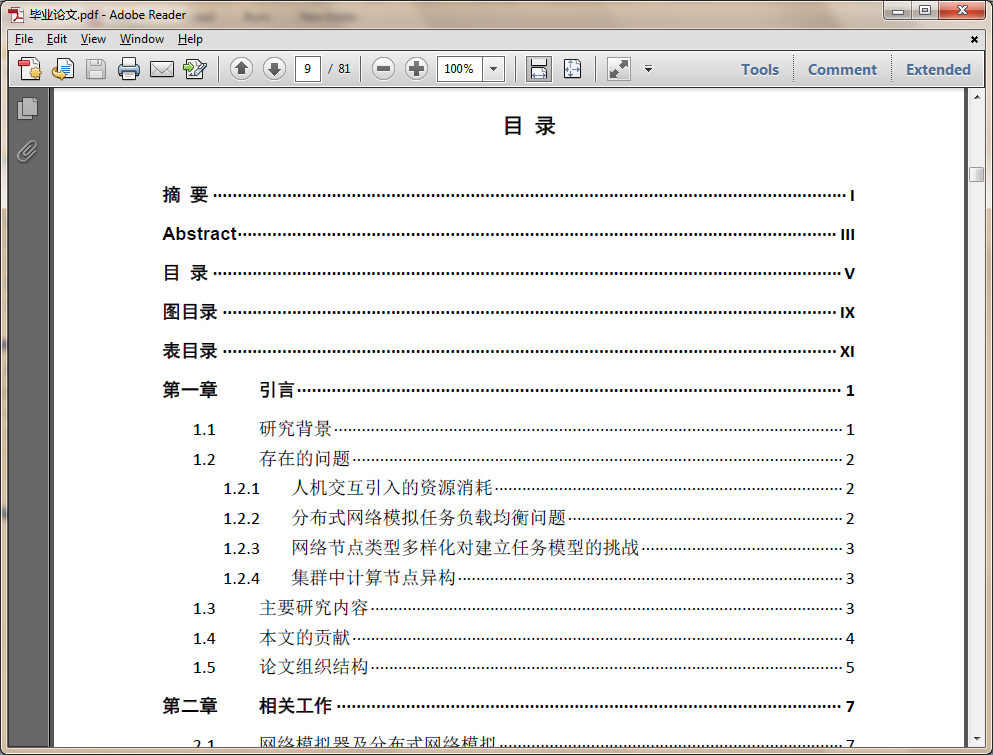 毕业论文.pdf - Adobe Reader
File Edit View Window Help
9 / 81 100% Tools Comment Extended
目 录
摘 要 I
Abstract III
目 录 V
图目录 IX
表目录 XI
第一章 引言 1
1.1 研究背景 1
1.2 存在的问题 2
1.2.1 人机交互引入的资源消耗 2
1.2.2 分布式网络模拟任务负载均衡问题 2
1.2.3 网络节点类型多样化对建立任务模型的挑战 3
1.2.4 集群中计算节点异构 3
1.3 主要研究内容 3
1.4 本文的贡献 4
1.5 论文组织结构 5
第二章 相关工作 7
2.1 网络模拟器及分布式网络模拟 7